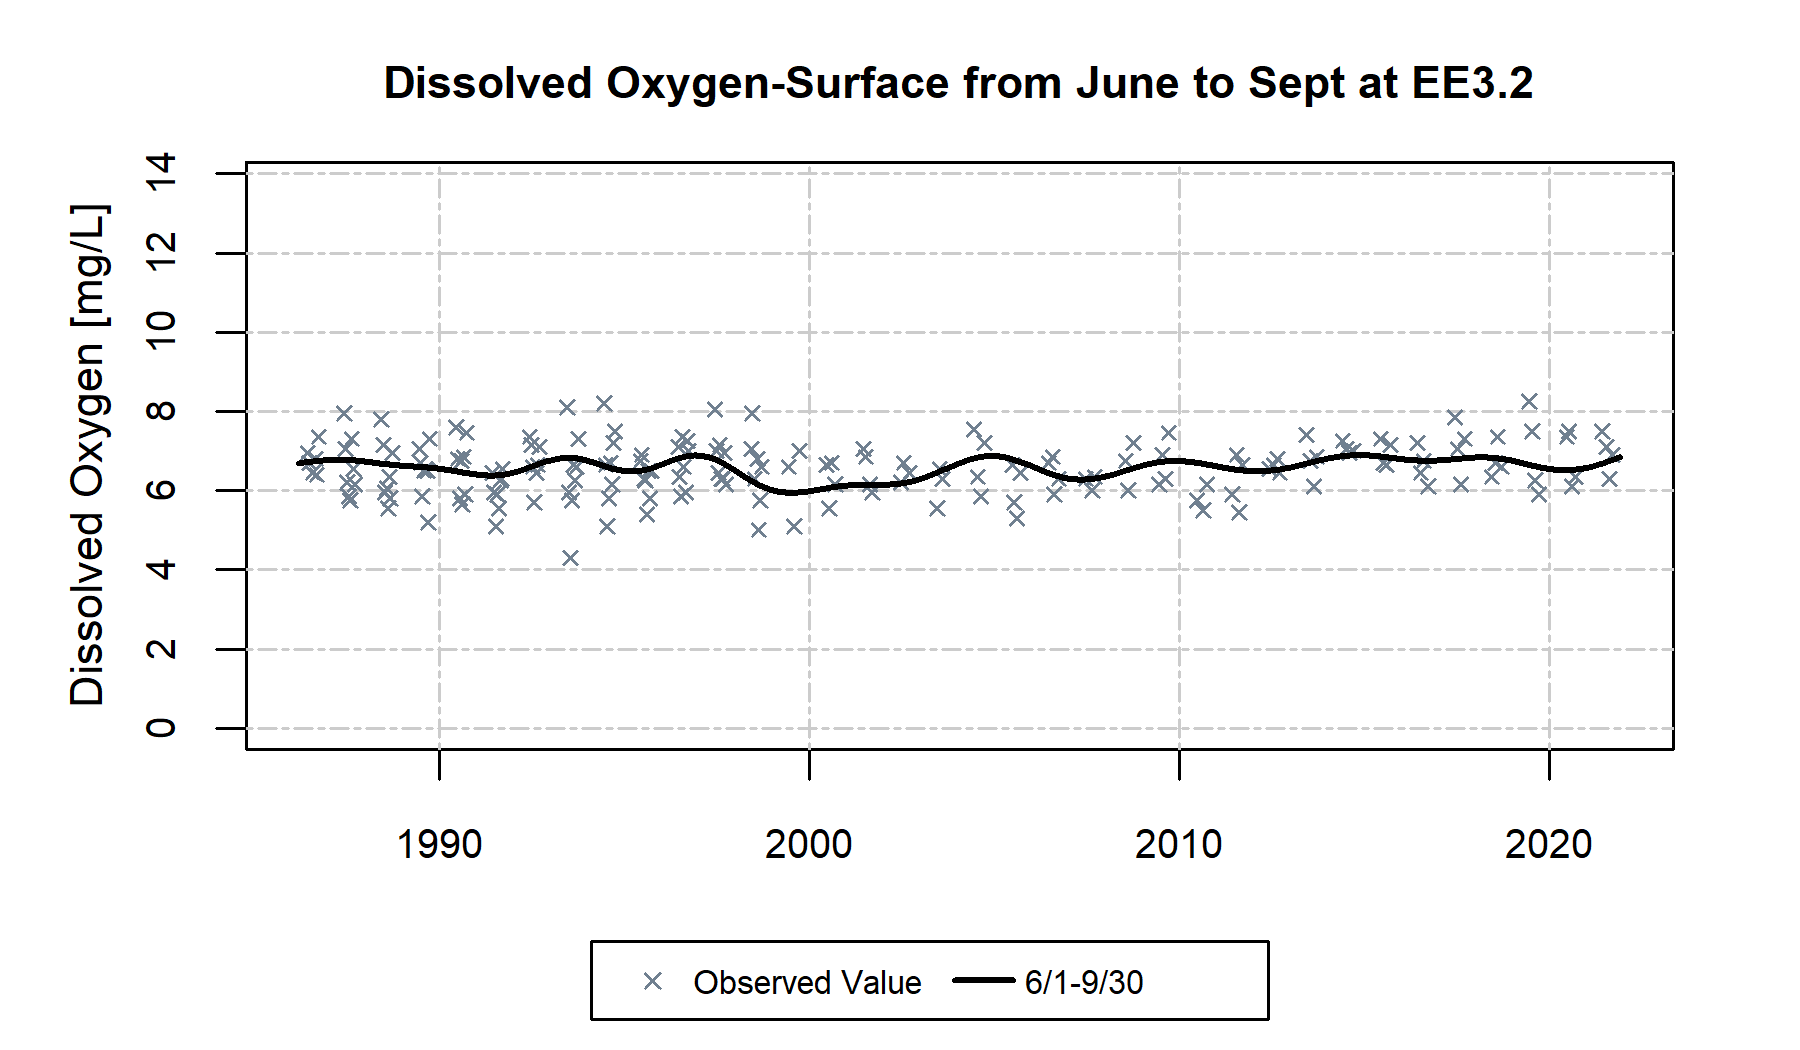 Dissolved Oxygen-Surface from June to Sept at EE3.2
Dissolved Oxygen [mg/L]
14
12
10
8
6
4
2
0
1990 2000 2010 2020
Observed Value 6/1-9/30